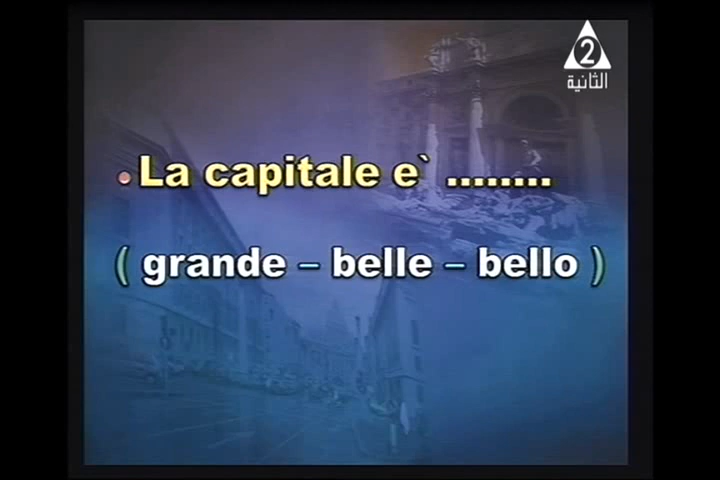 2
الثانية
La capitale e` ........
( grande – belle – bello )